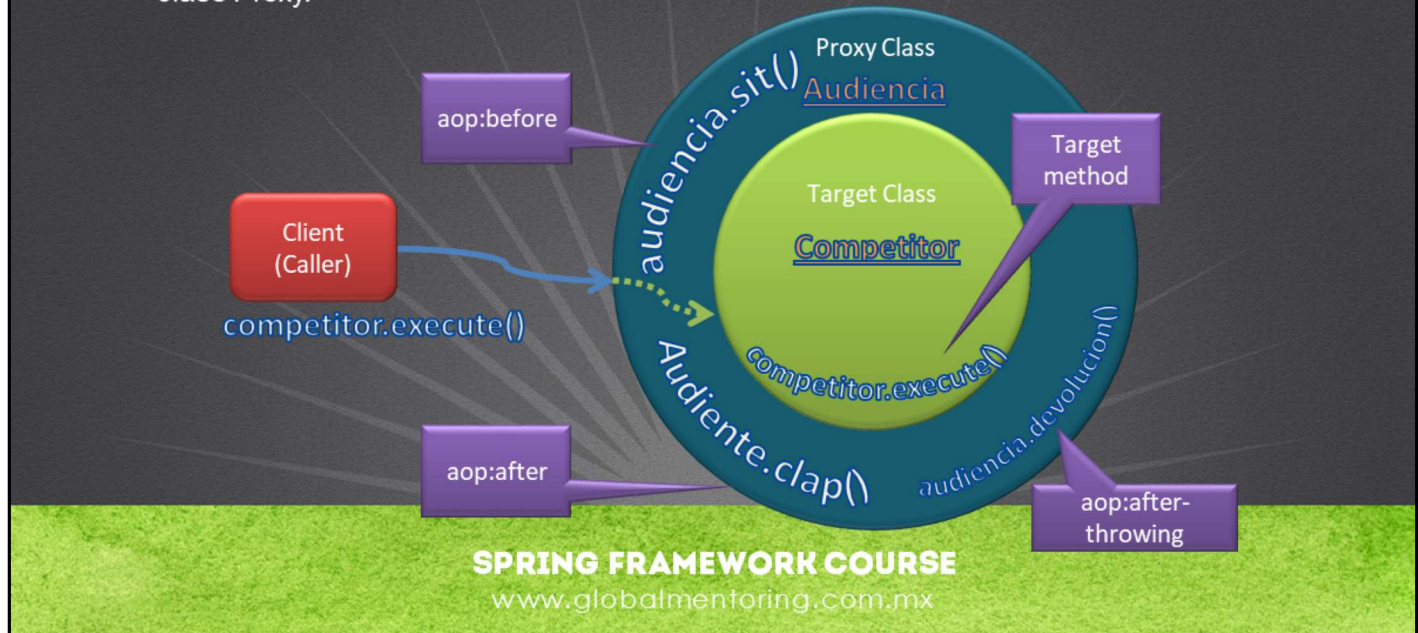 Proxy Class
Audiencia
audiencia.sit()
aop:before
Target
method
Target Class
Competitor
Client
(Caller)
competitor.execute()
competitor.execute()
Audiente.clap()
audiencia.devolucion()
aop:after
aop:after-
throwing
SPRING FRAMEWORK COURSE
www.globalmentoring.com.mx